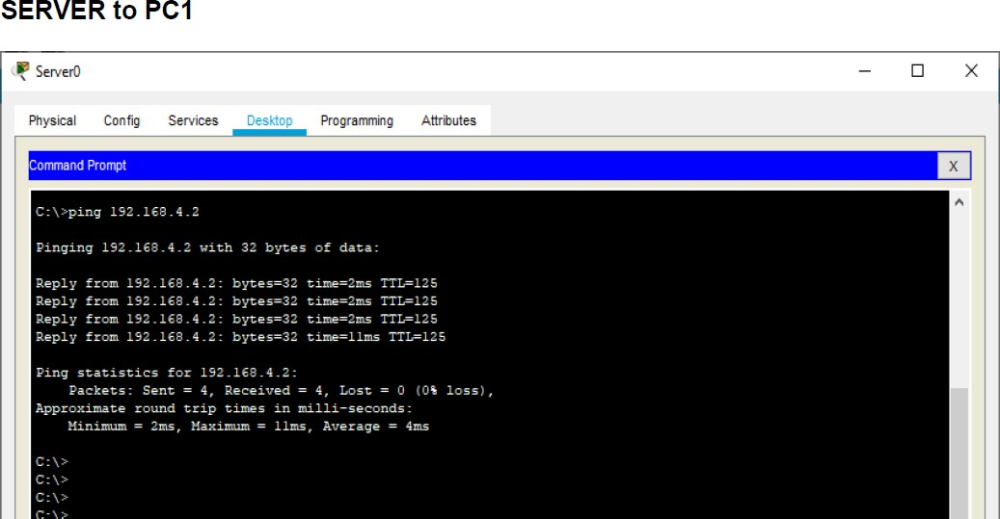 SERVER to PC1
Server0
Physical Config Services Desktop Programming Attributes
Command Prompt
X
C:\>ping 192.168.4.2
Pinging 192.168.4.2 with 32 bytes of data:
Reply from 192.168.4.2: bytes=32 time=2ms TTL=125
Reply from 192.168.4.2: bytes=32 time=2ms TTL=125
Reply from 192.168.4.2: bytes=32 time=2ms TTL=125
Reply from 192.168.4.2: bytes=32 time=11ms TTL=125
Ping statistics for 192.168.4.2:
Packets: Sent = 4, Received = 4, Lost = 0 (0% loss),
Approximate round trip times in milli-seconds:
Minimum = 2ms, Maximum = 11ms, Average = 4ms
C:\>
C:\>
C:\>
C:\>